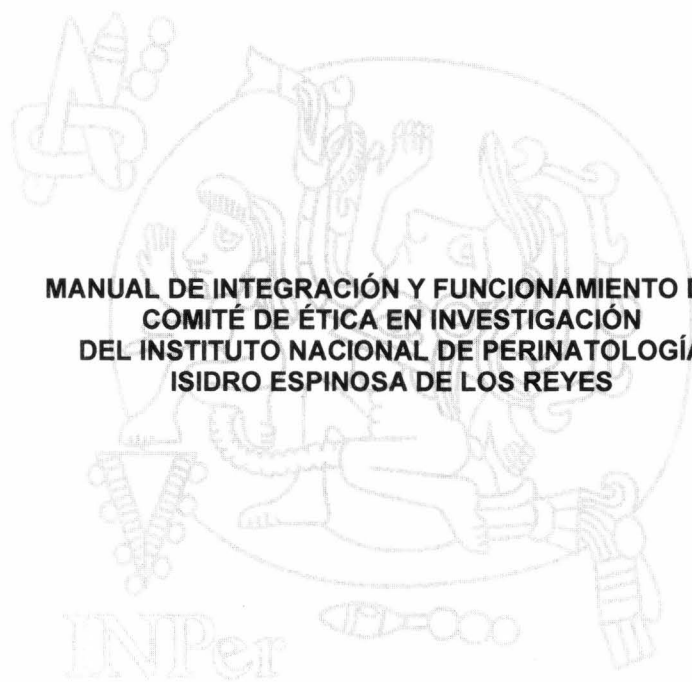 MANUAL DE INTEGRACIÓN Y FUNCIONAMIENTO
COMITÉ DE ÉTICA EN INVESTIGACIÓN
DEL INSTITUTO NACIONAL DE PERINATOLOGÍA
ISIDRO ESPINOSA DE LOS REYES
INPer